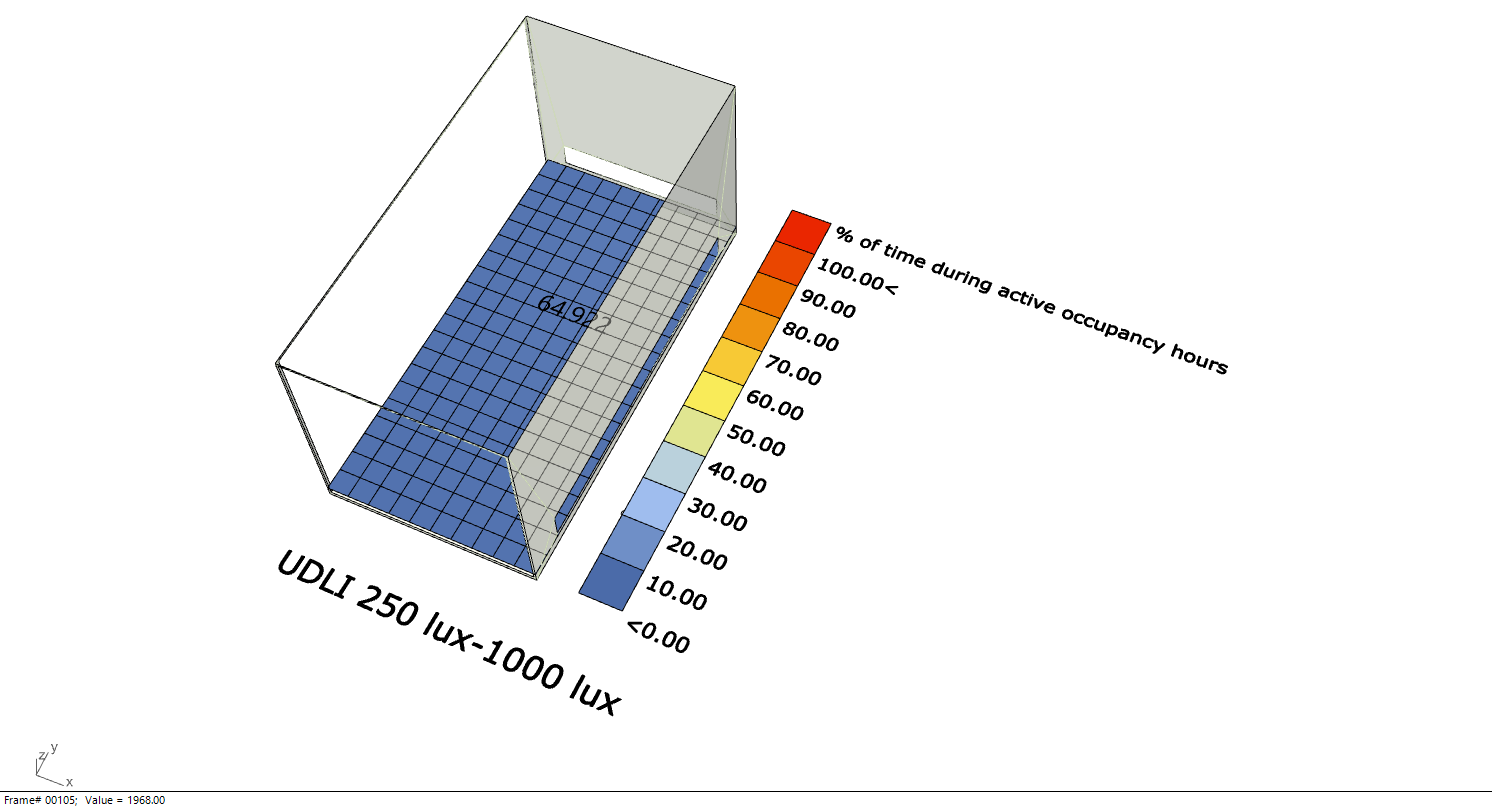 64.922
% of time during active occupancy hours
100.00<
90.00
80.00
70.00
60.00
50.00
40.00
30.00
20.00
10.00
<0.00
UDLI 250 lux-1000 lux
z y
x
Frame# 00105; Value = 1968.00